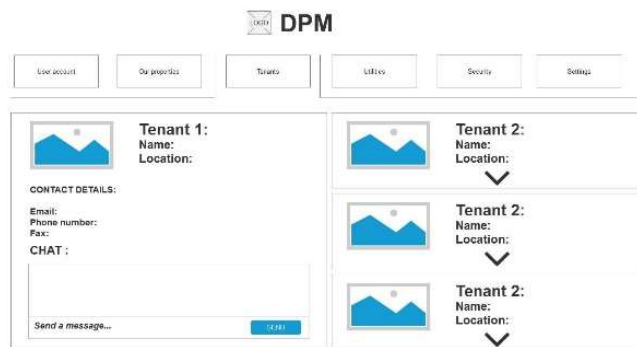 LOGO DPM
User account Our properties Tenants Utilities Security Settings
Tenant 1:
Name:
Location:
CONTACT DETAILS:
Email:
Phone number:
Fax:
CHAT :
Send a message... SEND
Tenant 2:
Name:
Location:
Tenant 2:
Name:
Location:
Tenant 2:
Name:
Location: